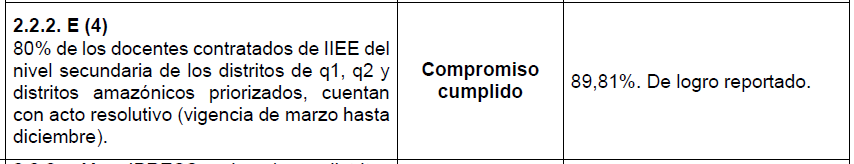 2.2.2. E (4)
80% de los docentes contratados de IIEE del
nivel secundaria de los distritos de q1, q2 y
distritos amazónicos priorizados, cuentan
con acto resolutivo (vigencia de marzo hasta
diciembre).
Compromiso
cumplido
89,81%. De logro reportado.